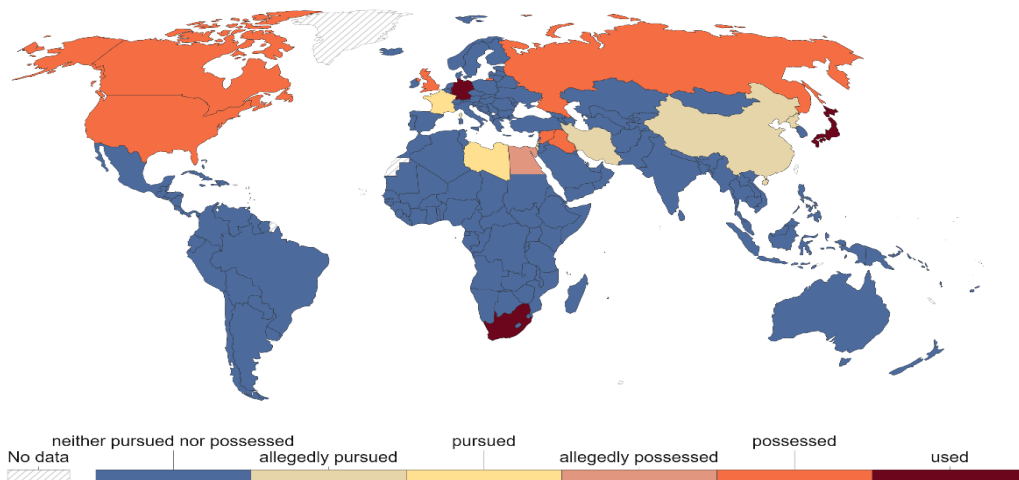 neither pursued nor possessed
pursued
possessed
No data
allegedly pursued
allegedly possessed
used